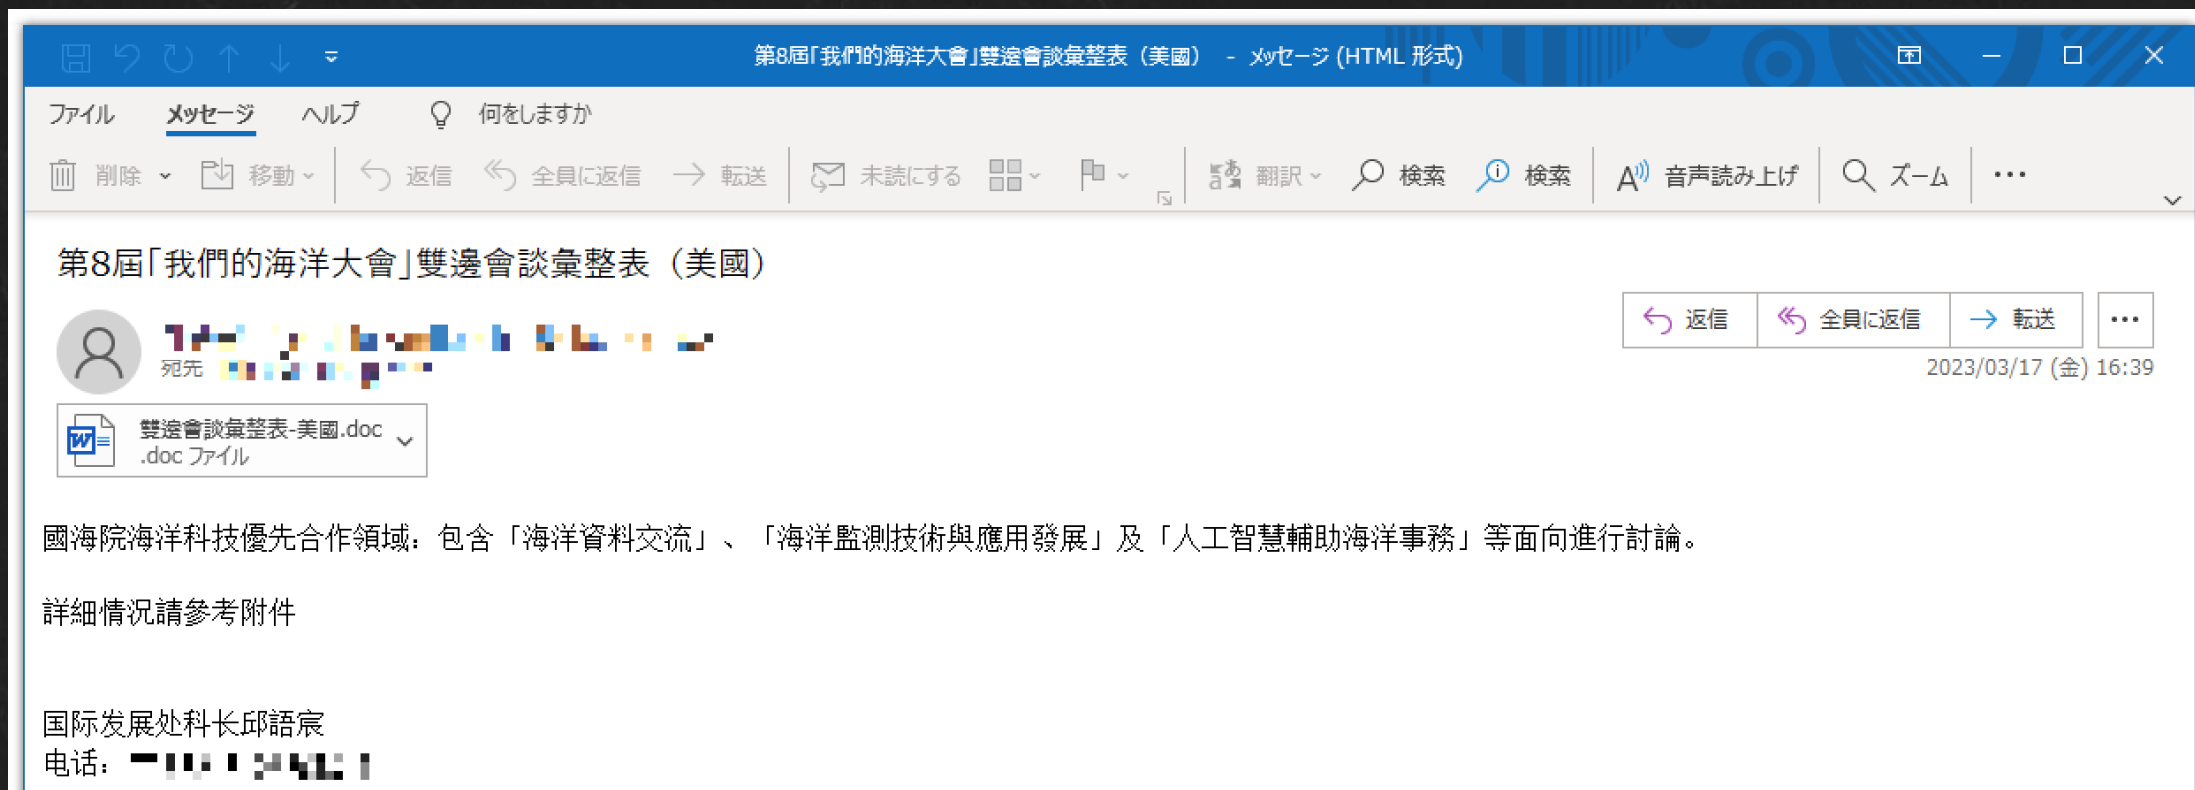 第8屆「我們的海洋大會」雙邊會談彙整表（美國） - メッセージ (HTML 形式)
ファイル メッセージ ヘルプ 何をしますか
削除 移動 返信 全員に返信 転送 未読にする 翻訳 検索 検索 音声読み上げ ズーム ...
第8屆「我們的海洋大會」雙邊會談彙整表（美國）
返信 全員に返信 転送 ...
宛先
2023/03/17 (金) 16:39
雙邊會談彙整表-美國.doc
.doc ファイル
國海院海洋科技優先合作領域：包含「海洋資料交流」、「海洋監測技術與應用發展」及「人工智慧輔助海洋事務」等面向進行討論。
詳細情況請參考附件
国际发展处科长邱語宸
电话：